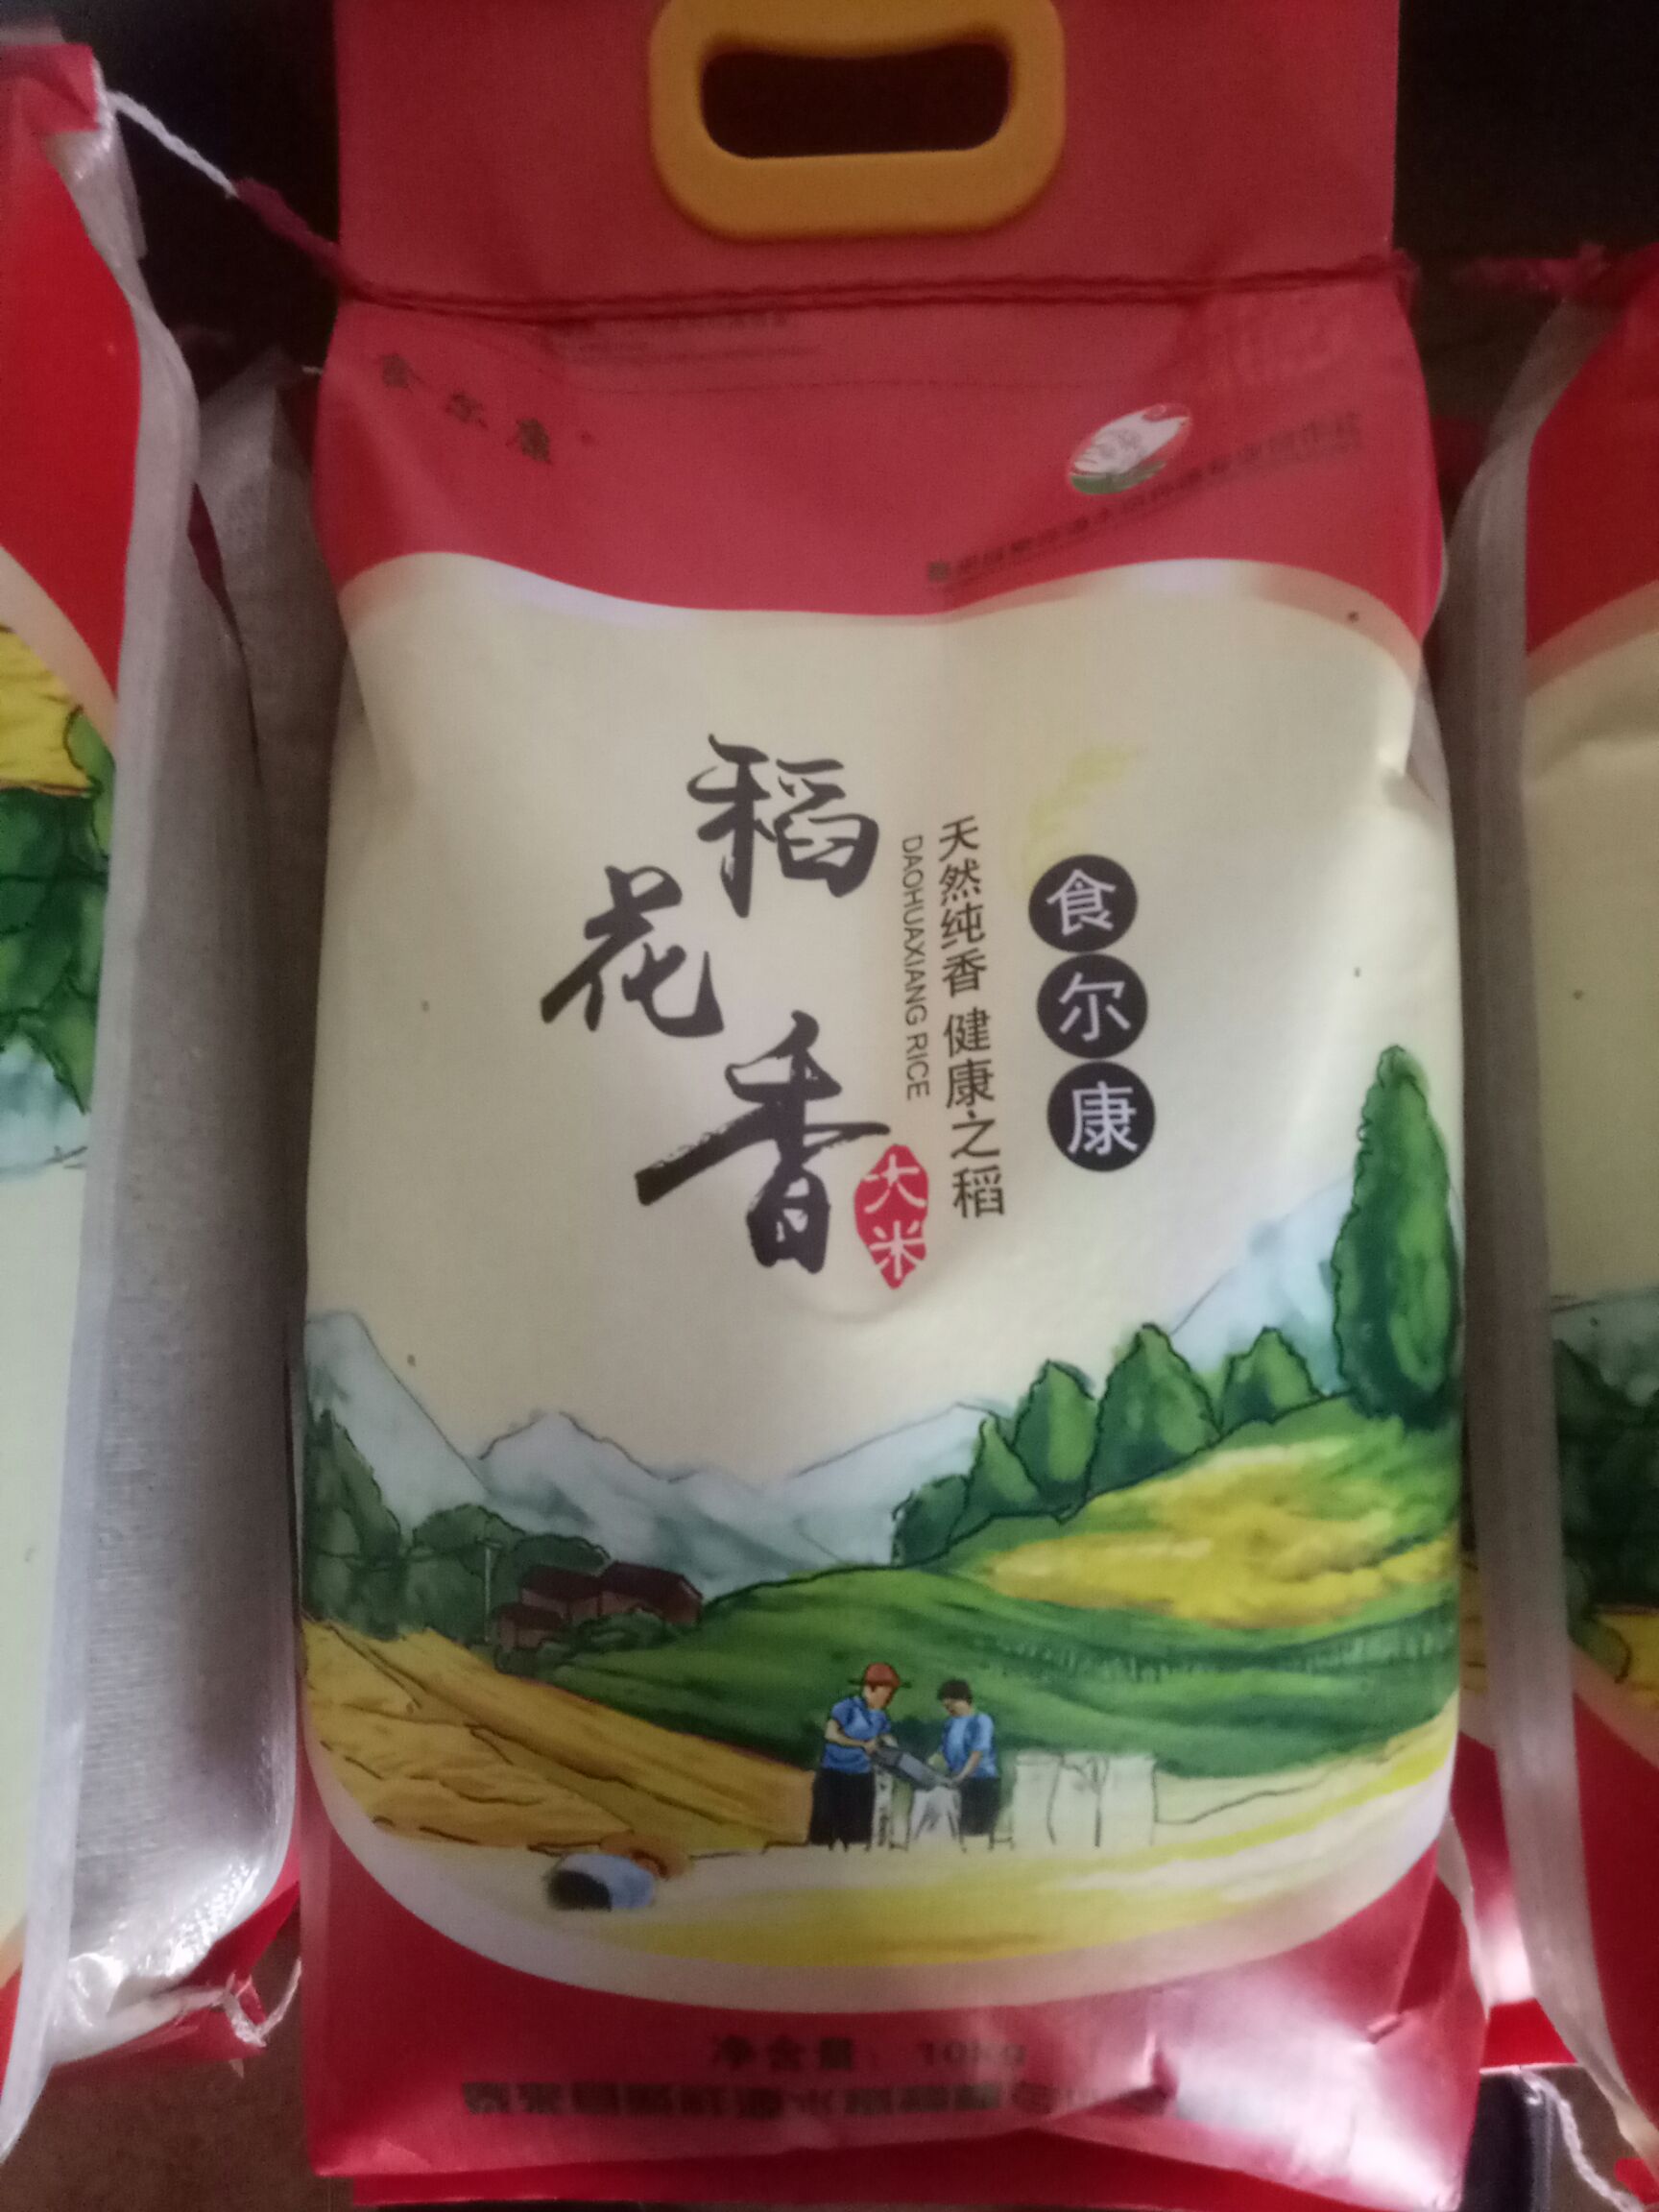 食尔康
稻花香
大米
天然纯香 健康之稻
DAOHUAXIANG RICE
食尔康
净含量：10kg